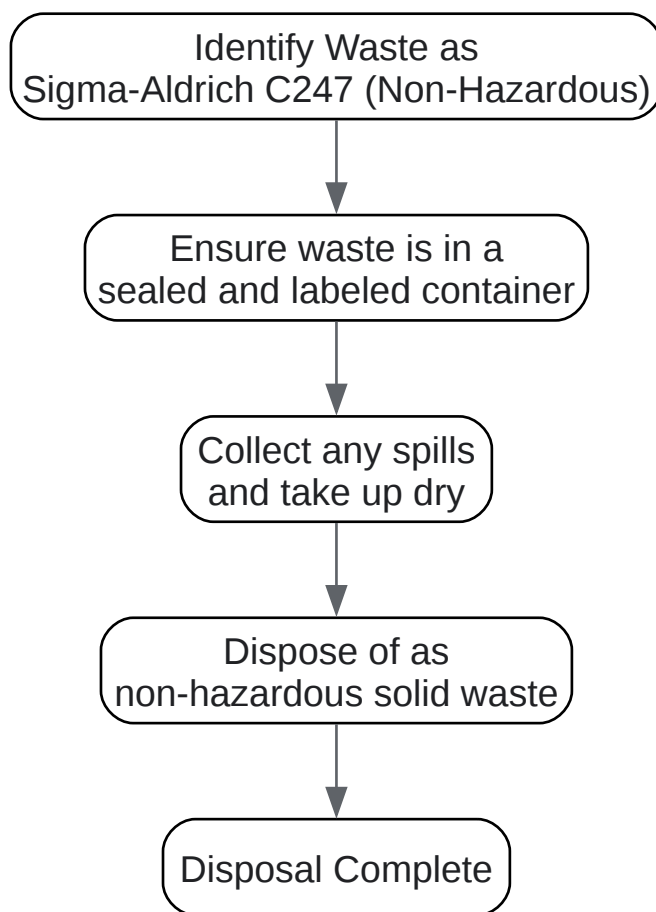 Identify Waste as
Sigma-Aldrich C247 (Non-Hazardous)
Ensure waste is in a
sealed and labeled container
Collect any spills
and take up dry
Dispose of as
non-hazardous solid waste
Disposal Complete